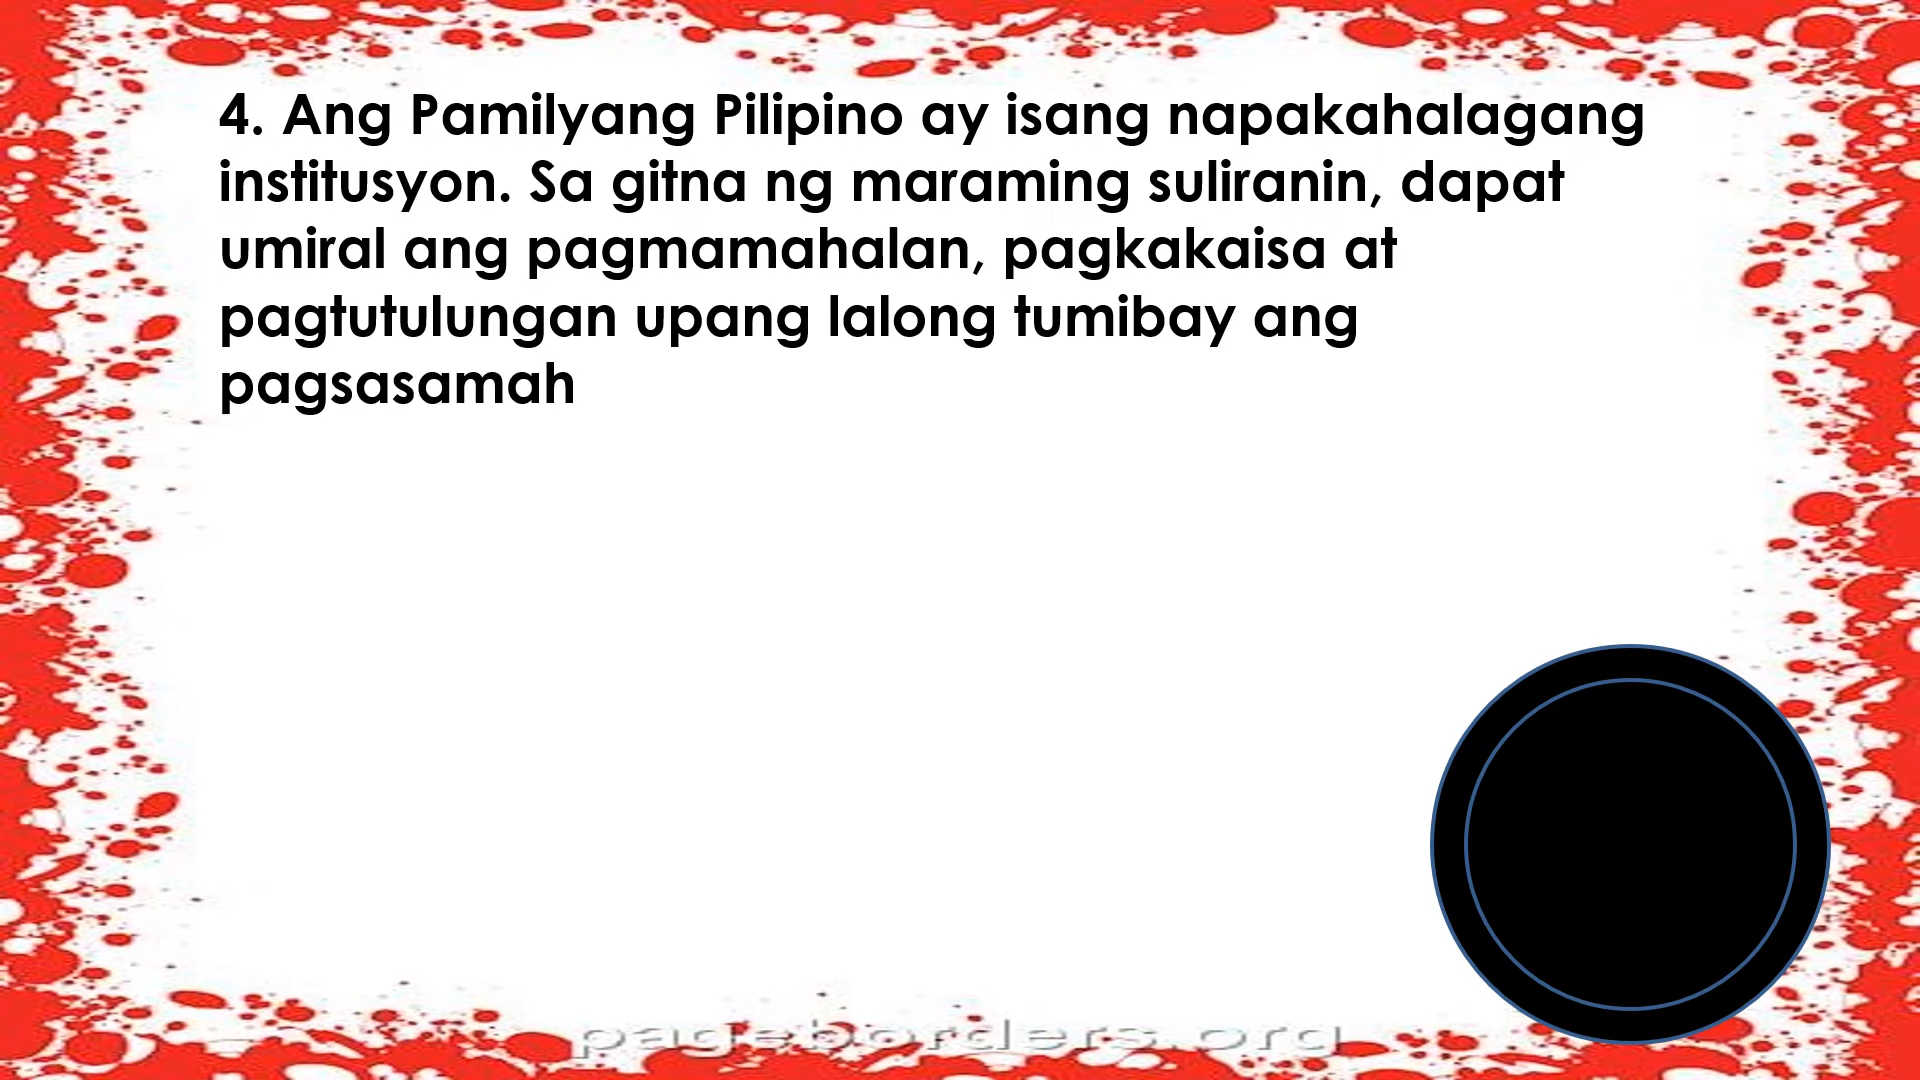 4. Ang Pamilyang Pilipino ay isang napakahalagang
institusyon. Sa gitna ng maraming suliranin, dapat
umiral ang pagmamahalan, pagkakaisa at
pagtutulungan upang lalong tumibay ang
pagsasamah
pageborders.org